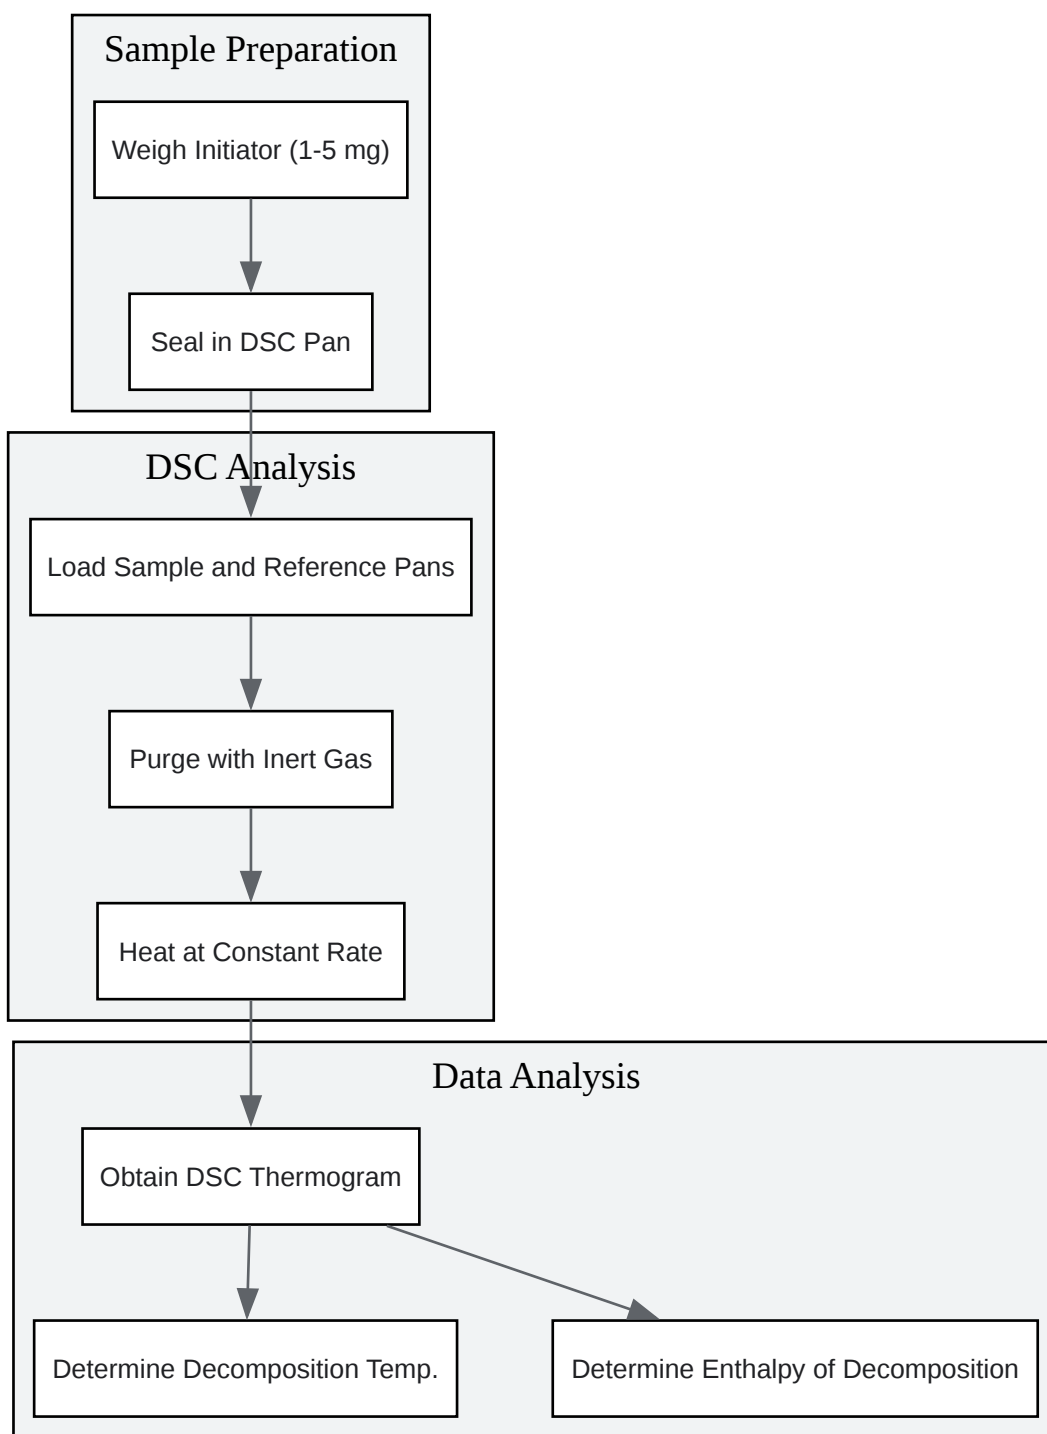 Sample Preparation
Weigh Initiator (1-5 mg)
Seal in DSC Pan
DSC Analysis
Load Sample and Reference Pans
Purge with Inert Gas
Heat at Constant Rate
Data Analysis
Obtain DSC Thermogram
Determine Decomposition Temp.
Determine Enthalpy of Decomposition